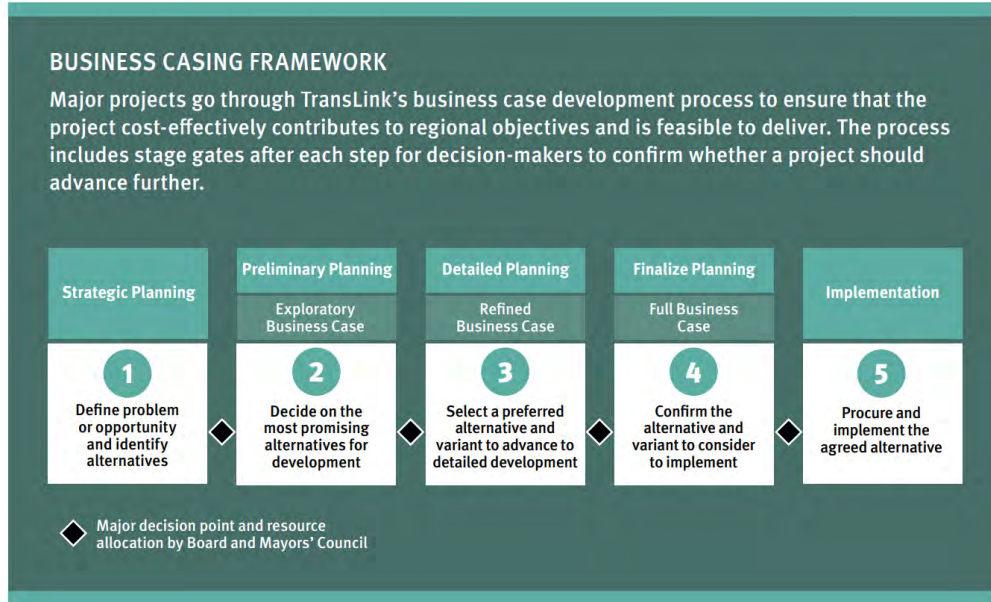 BUSINESS CASING FRAMEWORK
Major projects go through TransLink's business case development process to ensure that the
project cost-effectively contributes to regional objectives and is feasible to deliver. The process
includes stage gates after each step for decision-makers to confirm whether a project should
advance further.
Strategic Planning
1
Define problem
or opportunity
and identify
alternatives
Preliminary Planning
Exploratory
Business Case
2
Decide on the
most promising
alternatives for
development
Detailed Planning
Refined
Business Case
3
Select a preferred
alternative and
variant to advance to
detailed development
Finalize Planning
Full Business
Case
4
Confirm the
alternative and
variant to consider
to implement
Implementation
5
Procure and
implement the
agreed alternative
Major decision point and resource
allocation by Board and Mayors' Council